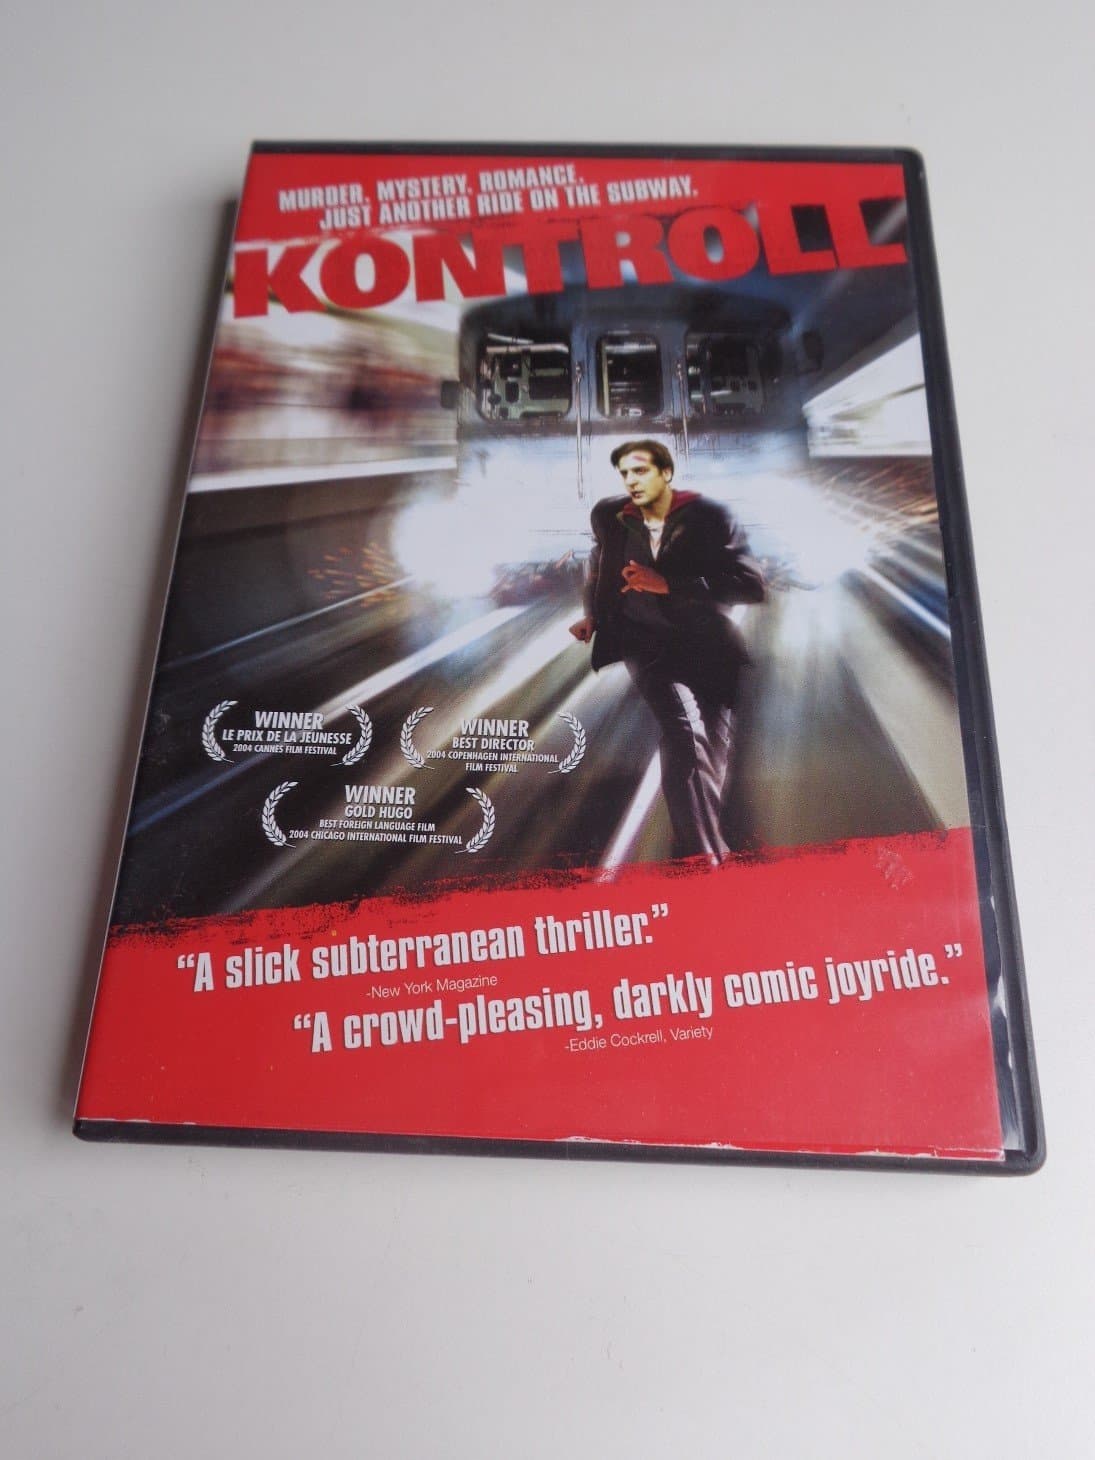 MURDER. MYSTERY. ROMANCE.
JUST ANOTHER RIDE ON THE SUBWAY.
KONTROLL
WINNER
LE PRIX DE LA JEUNESSE
2004 CANNES FILM FESTIVAL
WINNER
BEST DIRECTOR
2004 COPENHAGEN INTERNATIONAL
FILM FESTIVAL
WINNER
GOLD HUGO
BEST FOREIGN LANGUAGE FILM
2004 CHICAGO INTERNATIONAL FILM FESTIVAL
“A slick subterranean thriller.”
-New York Magazine
“A crowd-pleasing, darkly comic joyride.”
-Eddie Cockrell, Variety